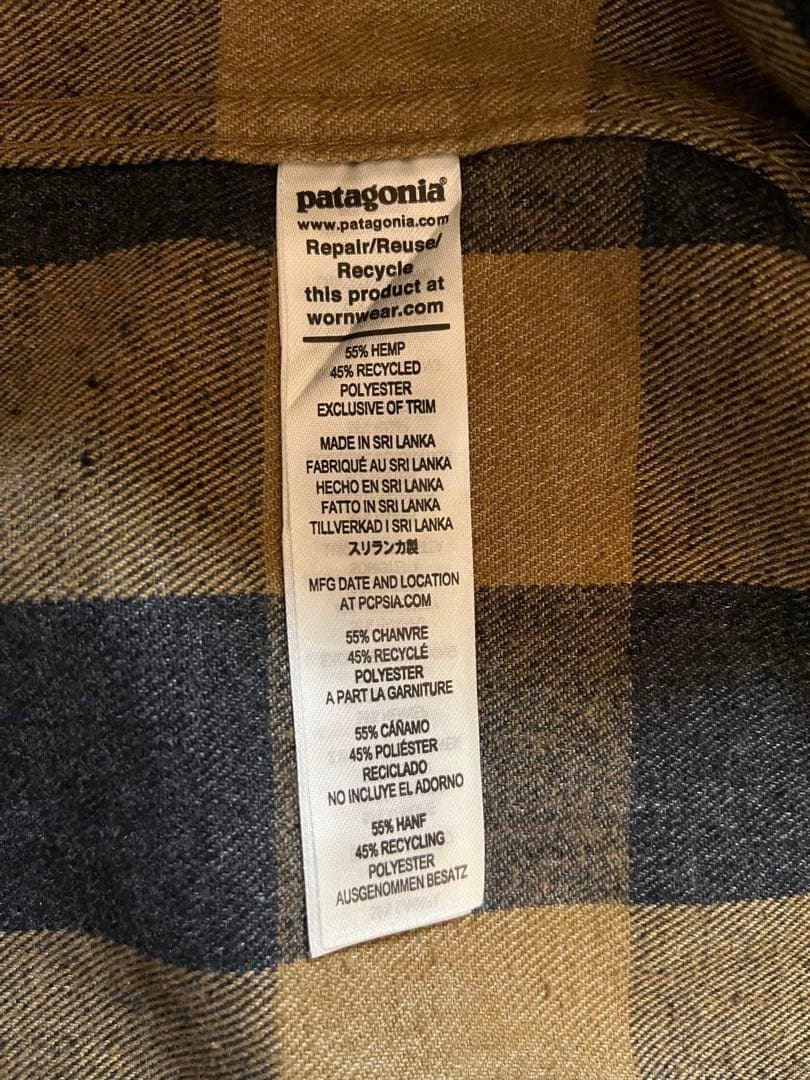 patagonia®
www.patagonia.com
Repair/Reuse/
Recycle
this product at
wornwear.com
55% HEMP
45% RECYCLED
POLYESTER
EXCLUSIVE OF TRIM
MADE IN SRI LANKA
FABRIQUÉ AU SRI LANKA
HECHO EN SRI LANKA
FATTO IN SRI LANKA
TILLVERKAD I SRI LANKA
スリランカ製
MFG DATE AND LOCATION
AT PCPSIA.COM
55% CHANVRE
45% RECYCLÉ
POLYESTER
A PART LA GARNITURE
55% CÁÑAMO
45% POLIÉSTER
RECICLADO
NO INCLUYE EL ADORNO
55% HANF
45% RECYCLING
POLYESTER
AUSGENOMMEN BESATZ